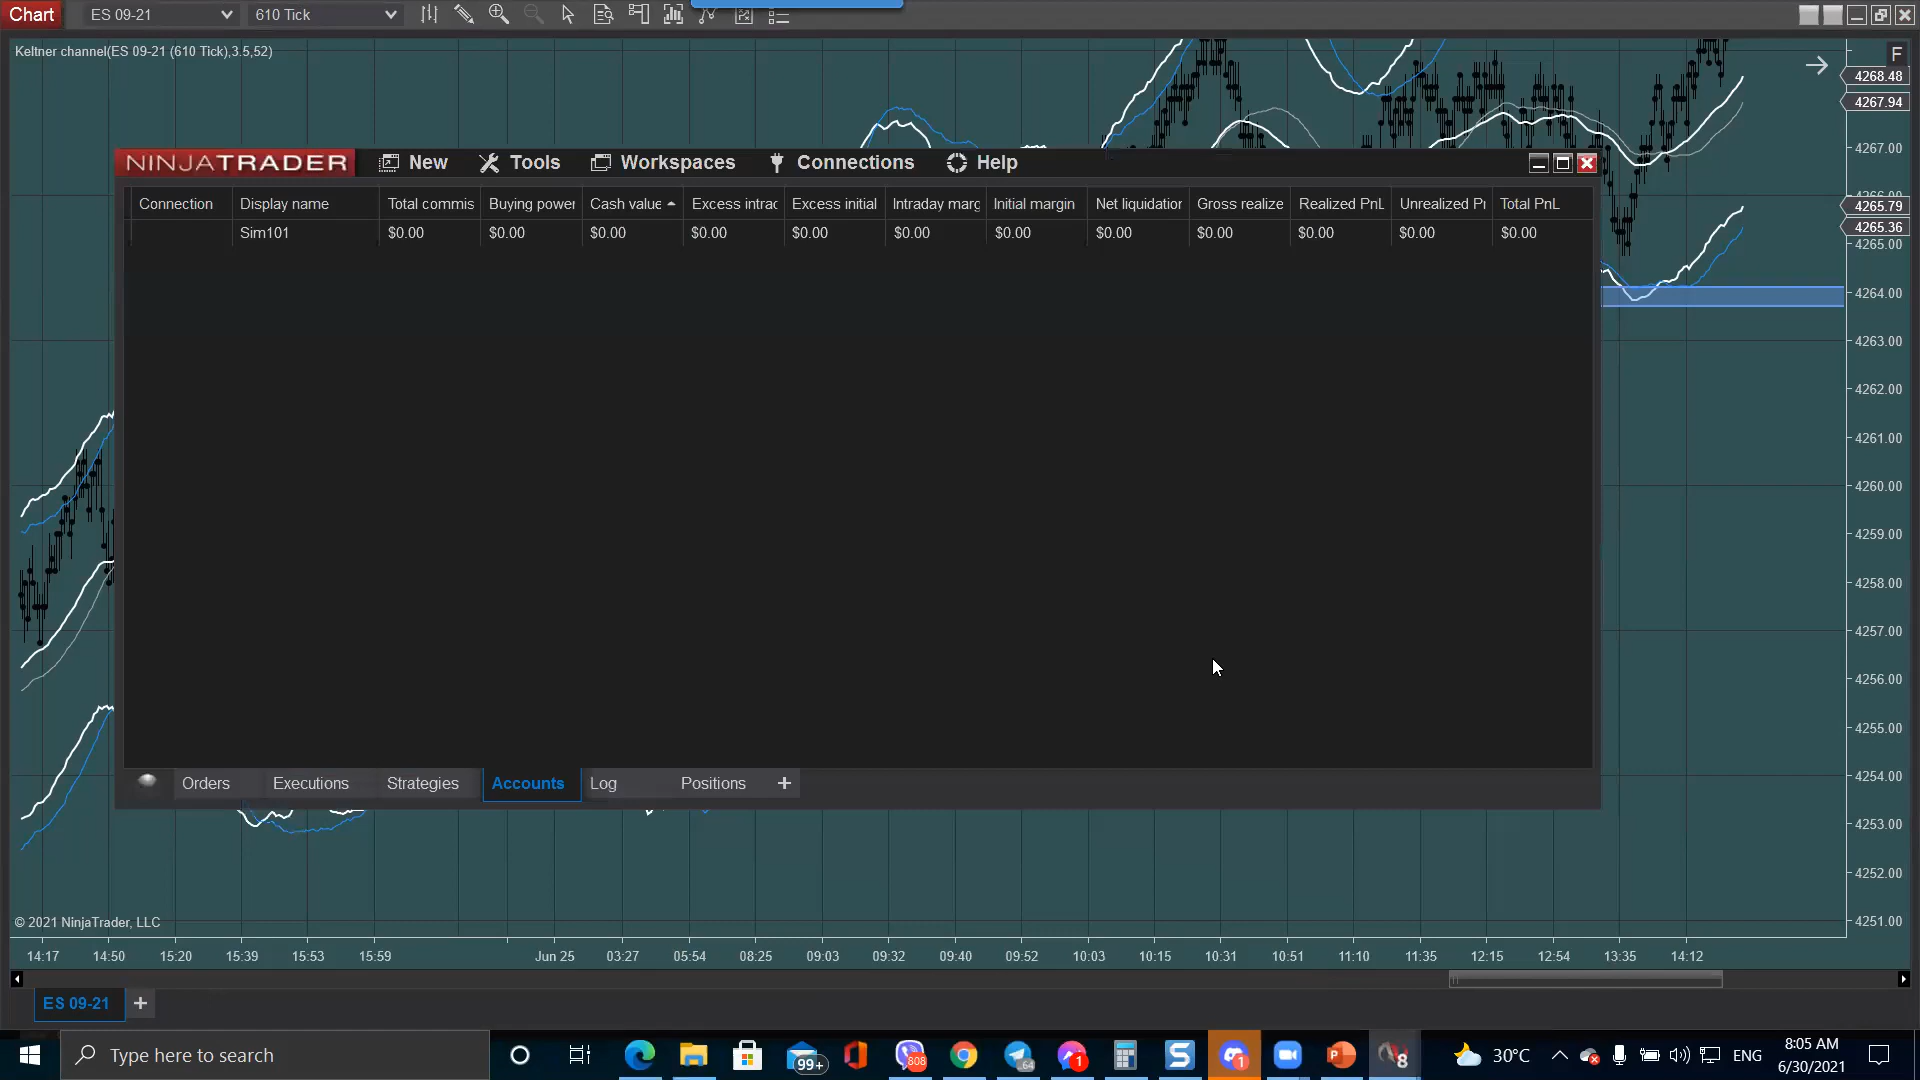 Chart ES 09-21 610 Tick
Keltner channel(ES 09-21 (610 Tick),3.5,52)
F
4268.48
4267.94
NINJATRADER New Tools Workspaces Connections Help
4267.00
4266.00
4265.79
4265.36
4265.00
Connection Display name Total commis Buying power Cash value Excess intrac Excess initial Intraday marg Initial margin Net liquidation Gross realize Realized PnL Unrealized Pr Total PnL
Sim101 $0.00 $0.00 $0.00 $0.00 $0.00 $0.00 $0.00 $0.00 $0.00 $0.00 $0.00 $0.00
4264.00
4263.00
4262.00
4261.00
4260.00
4259.00
4258.00
4257.00
4256.00
4255.00
4254.00
4253.00
4252.00
4251.00
Orders Executions Strategies Accounts Log Positions +
© 2021 NinjaTrader, LLC
14:17 14:50 15:20 15:39 15:53 15:59 Jun 25 03:27 05:54 08:25 09:03 09:32 09:40 09:52 10:03 10:15 10:31 10:51 11:10 11:35 12:15 12:54 13:35 14:12
ES 09-21 +
Type here to search 99+ 808 64 1 S 1 8 30°C ENG 8:05 AM
6/30/2021